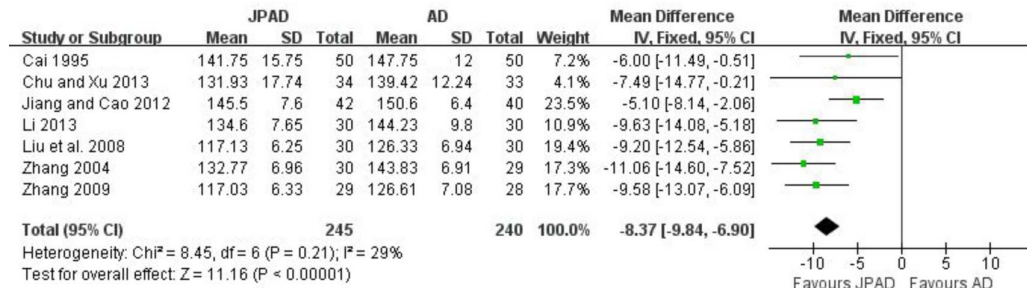 JPAD AD Mean Difference Mean Difference
Study or Subgroup Mean SD Total Mean SD Total Weight IV, Fixed, 95% CI IV, Fixed, 95% CI
Cai 1995 141.75 15.75 50 147.75 12 50 7.2% -6.00 [-11.49, -0.51]
Chu and Xu 2013 131.93 17.74 34 139.42 12.24 33 4.1% -7.49 [-14.77, -0.21]
Jiang and Cao 2012 145.5 7.6 42 150.6 6.4 40 23.5% -5.10 [-8.14, -2.06]
Li 2013 134.6 7.65 30 144.23 9.8 30 10.9% -9.63 [-14.08, -5.18]
Liu et al. 2008 117.13 6.25 30 126.33 6.94 30 19.4% -9.20 [-12.54, -5.86]
Zhang 2004 132.77 6.96 30 143.83 6.91 29 17.3% -11.06 [-14.60, -7.52]
Zhang 2009 117.03 6.33 29 126.61 7.08 28 17.7% -9.58 [-13.07, -6.09]
Total (95% CI) 245 240 100.0% -8.37 [-9.84, -6.90]
Heterogeneity: Chi² = 8.45, df = 6 (P = 0.21); I² = 29%
Test for overall effect: Z = 11.16 (P < 0.00001)
-10 -5 0 5 10
Favours JPAD Favours AD